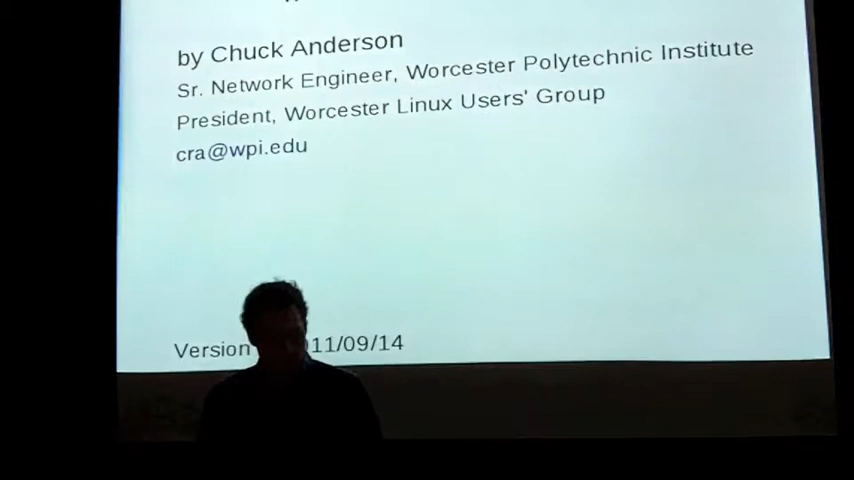 by Chuck Anderson
Sr. Network Engineer, Worcester Polytechnic Institute
President, Worcester Linux Users' Group
cra@wpi.edu
Version 11/09/14